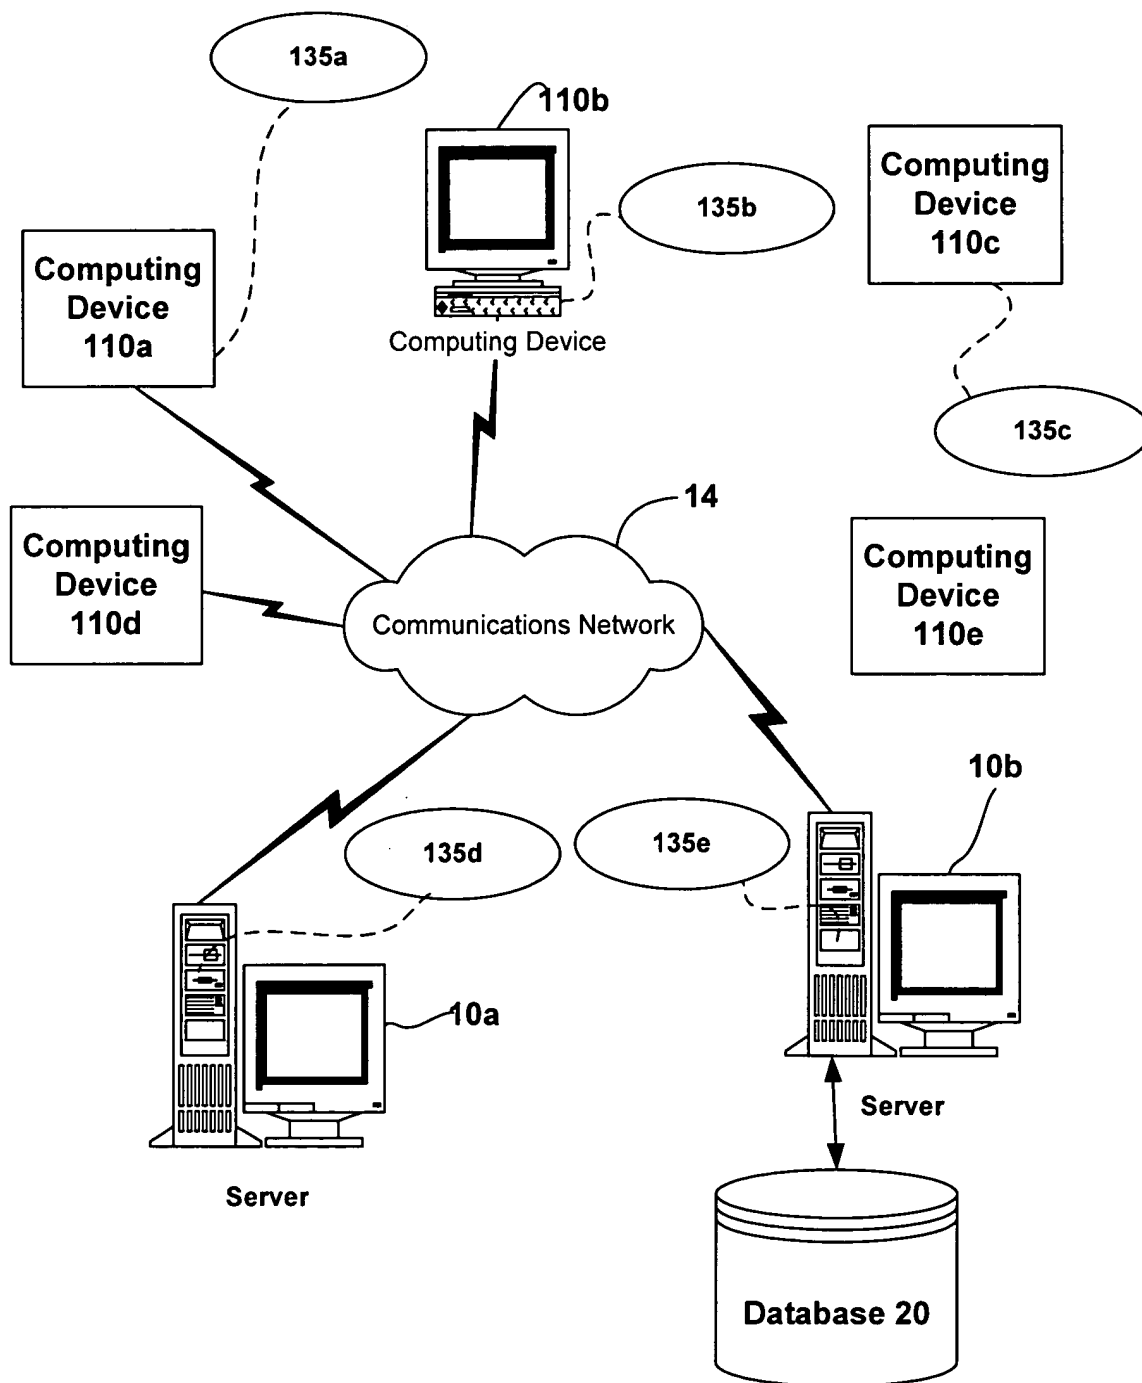 135a
110b
135b
Computing
Device
110c
Computing
Device
110a
Computing Device
135c
14
Computing
Device
110d
Communications Network
Computing
Device
110e
10b
135d
135e
10a
Server
Server
Database 20